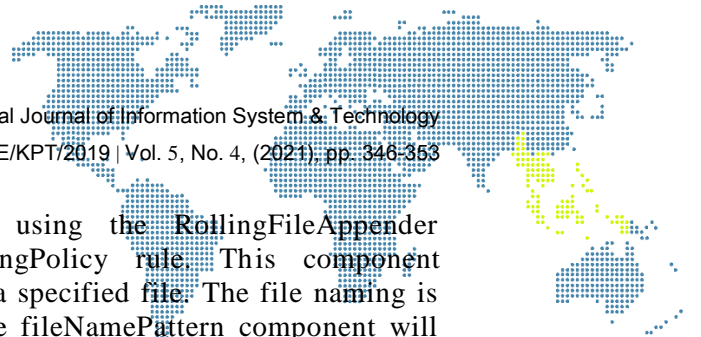 al Journal of Information System & Technology
E/KPT/2019 | Vol. 5, No. 4, (2021), pp. 346-353
using the RollingFileAppender
ngPolicy rule. This component
a specified file. The file naming is
e fileNamePattern component will